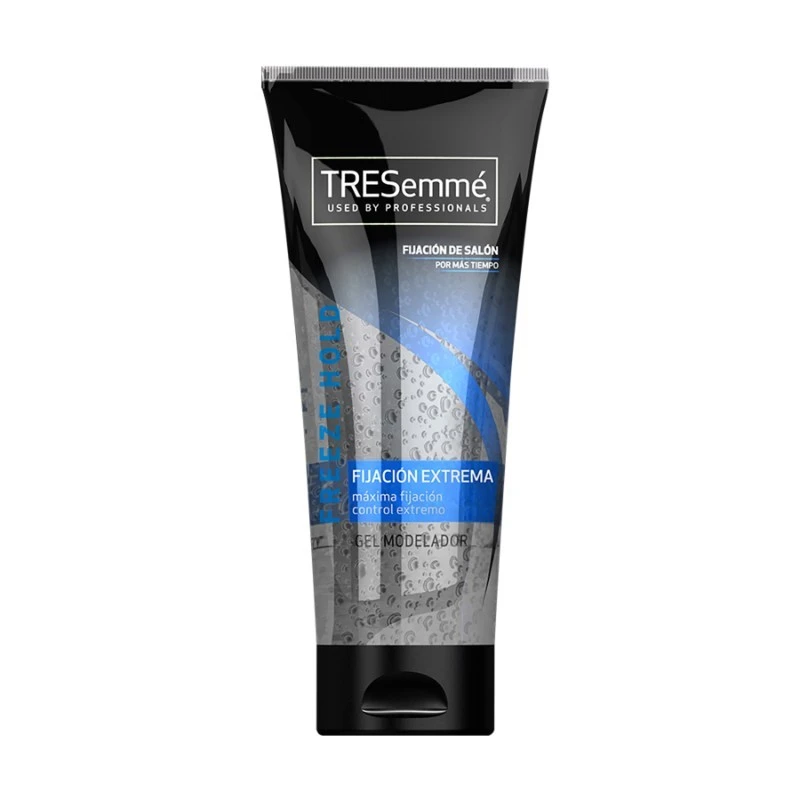 TRESemmé®
USED BY PROFESSIONALS
FIJACIÓN DE SALÓN
POR MÁS TIEMPO
FREEZE HOLD
FIJACIÓN EXTREMA
máxima fijación
control extremo
GEL MODELADOR